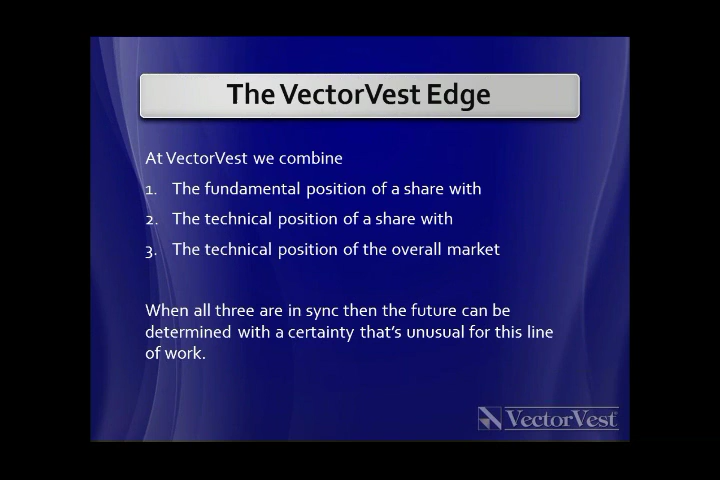 The VectorVest Edge
At VectorVest we combine
1. The fundamental position of a share with
2. The technical position of a share with
3. The technical position of the overall market
When all three are in sync then the future can be
determined with a certainty that's unusual for this line
of work.
VectorVest